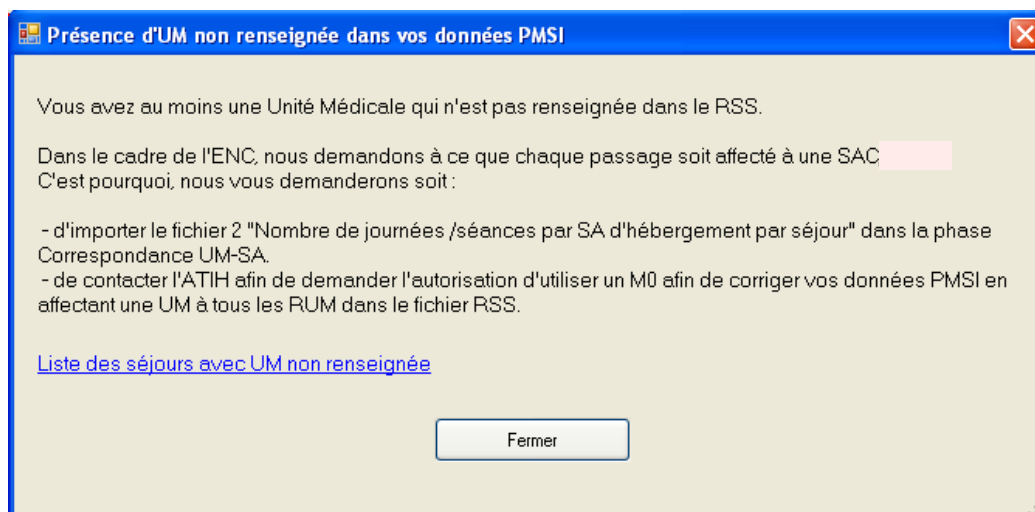 Présence d'UM non renseignée dans vos données PMSI
Vous avez au moins une Unité Médicale qui n'est pas renseignée dans le RSS.
Dans le cadre de l'ENC, nous demandons à ce que chaque passage soit affecté à une SAC
C'est pourquoi, nous vous demanderons soit :
- d'importer le fichier 2 "Nombre de journées /séances par SA d'hébergement par séjour" dans la phase
Correspondance UM-SA.
- de contacter l'ATIH afin de demander l'autorisation d'utiliser un M0 afin de corriger vos données PMSI en
affectant une UM à tous les RUM dans le fichier RSS.
Liste des séjours avec UM non renseignée
Fermer